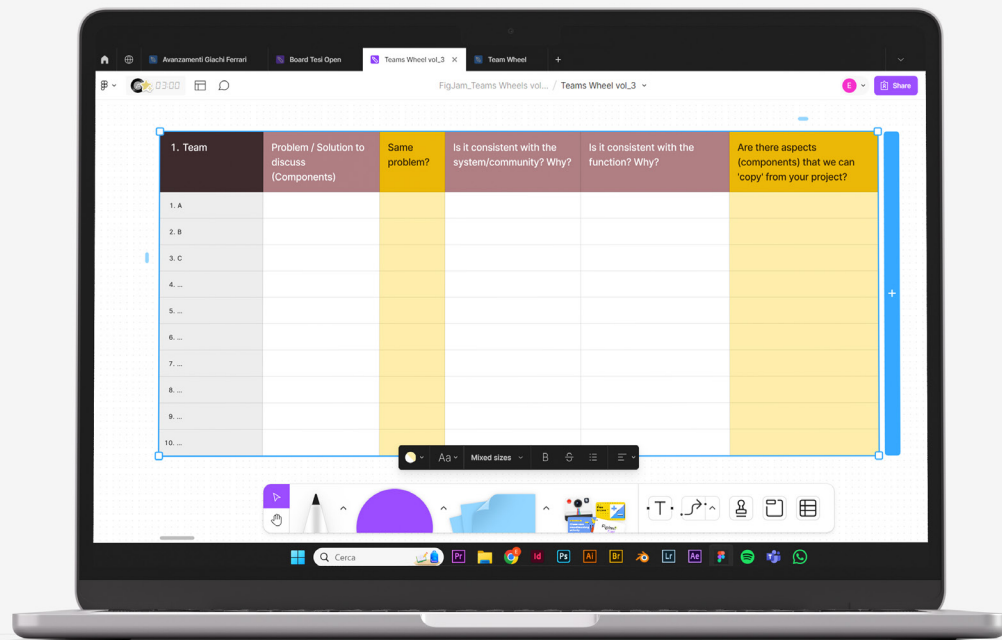 Avanzamenti Giachi Ferrari
Board Tesi Open
Teams Wheel vol_3
Team Wheel
03:00
FigJam_Teams Wheels vol... / Teams Wheel vol_3
E
Share
1. Team
Problem / Solution to
discuss
(Components)
Same
problem?
Is it consistent with the
system/community? Why?
Is it consistent with the
function? Why?
Are there aspects
(components) that we can
'copy' from your project?
1. A
2. B
3. C
4. ...
5. ...
6. ...
7. ...
8. ...
9. ...
10. ...
Aa
Mixed sizes
B
S
T
Cerca
Pr
Id
Ps
Ai
Br
Lr
Ae